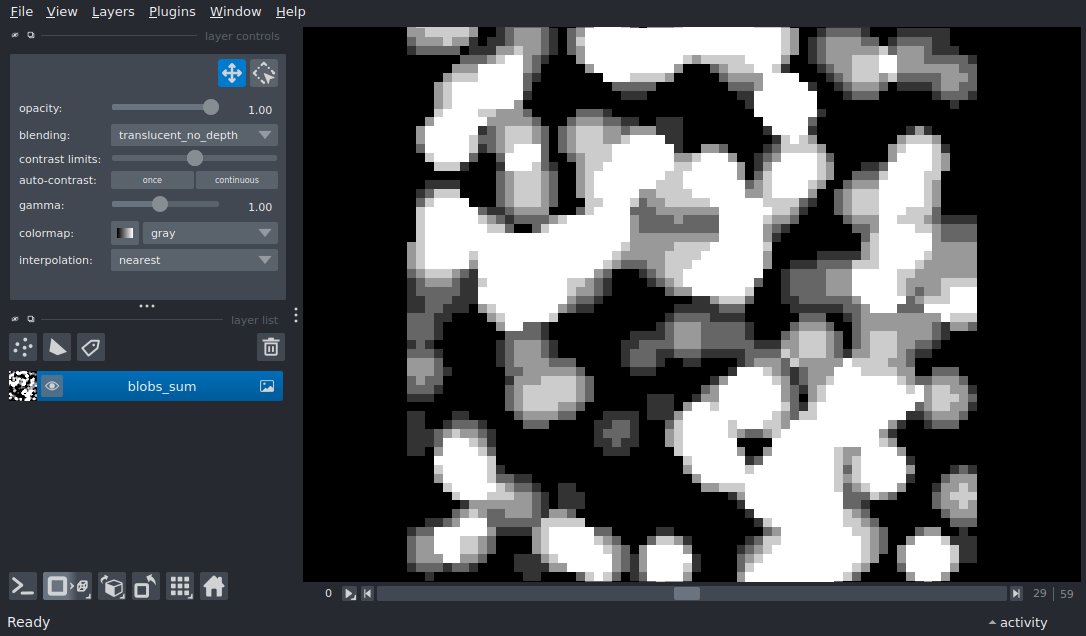 File View Layers Plugins Window Help
layer controls
opacity: 1.00
blending: translucent_no_depth
contrast limits:
auto-contrast: once continuous
gamma: 1.00
colormap: gray
interpolation: nearest
layer list
blobs_sum
0 29 59
Ready activity